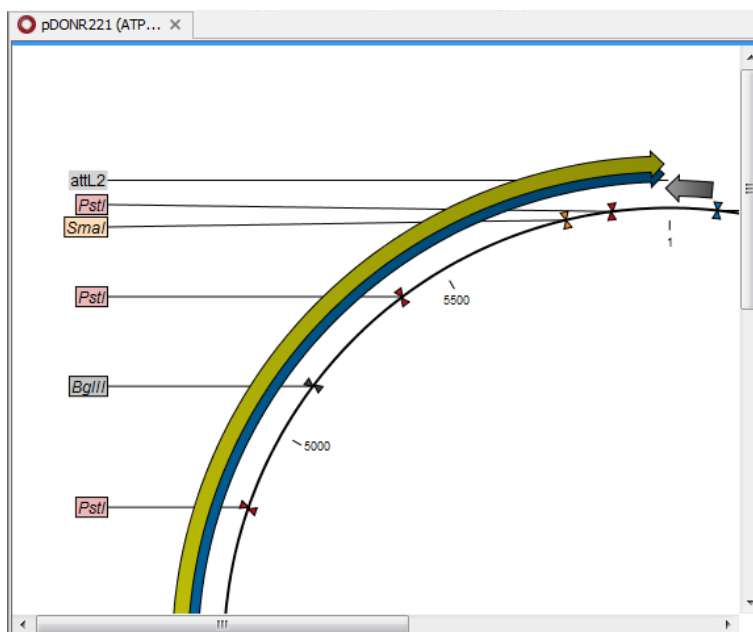 pDONR221 (ATP...
attL2
PstI
SmaI
PstI
5500
1
BglII
5000
PstI